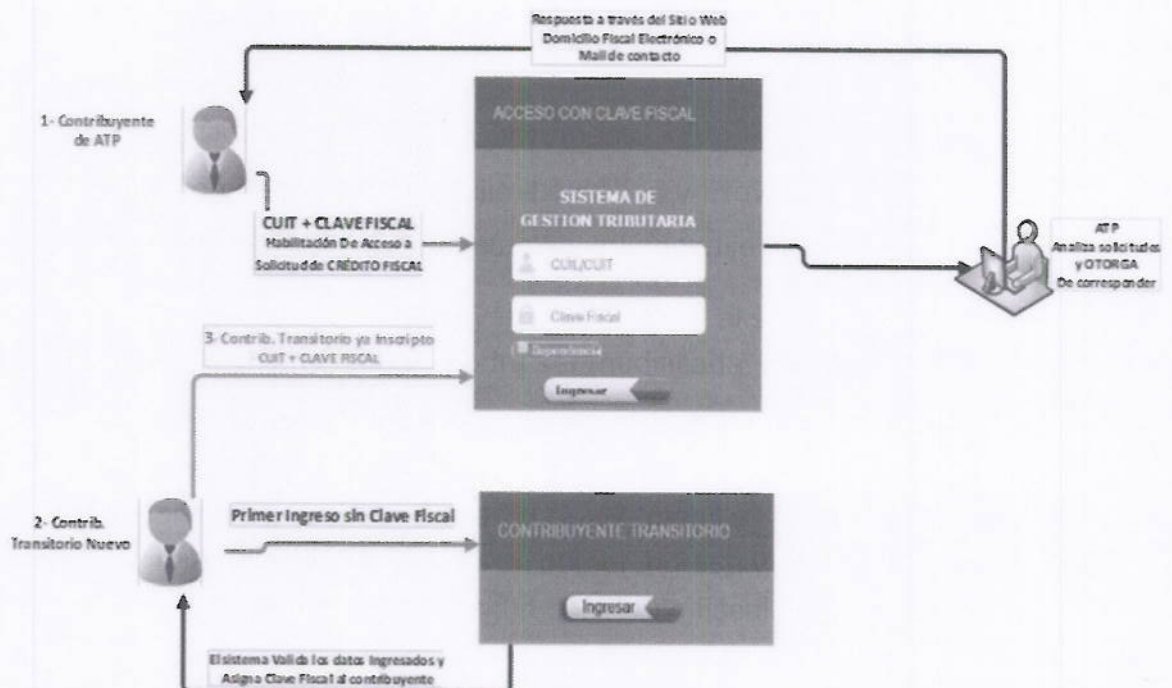 Respuesta a través del Sitio Web
Domicilio Fiscal Electrónico o
Mail de contacto
1- Contribuyente
de ATP
ACCESO CON CLAVE FISCAL
SISTEMA DE
GESTION TRIBUTARIA
CUIL/CUIT
Clave Fiscal
Dependencia
Ingresar
CUIT + CLAVE FISCAL
Habilitación De Acceso a
Solicitud de CRÉDITO FISCAL
ATP
Analiza solicitudes
y OTORGA
De corresponder
3- Contrib. Transitorio ya Inscripto
CUIT + CLAVE FISCAL
2- Contrib.
Transitorio Nuevo
Primer Ingreso sin Clave Fiscal
CONTRIBUYENTE TRANSITORIO
Ingresar
El sistema Valida los datos Ingresados y
Asigna Clave Fiscal al contribuyente